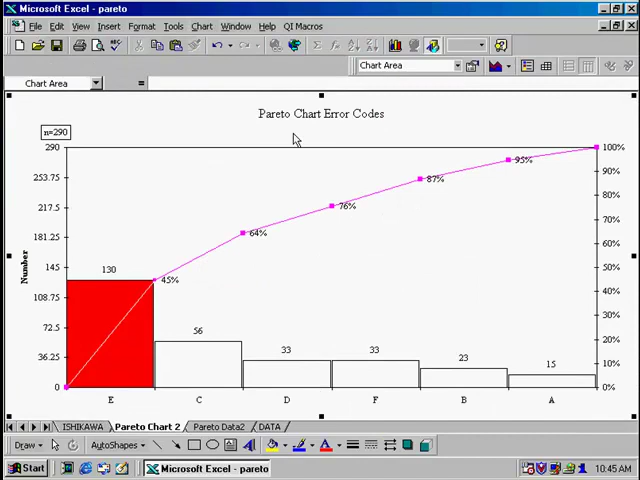 Microsoft Excel - pareto
File Edit View Insert Format Tools Chart Window Help QI Macros
Chart Area
Chart Area =
Pareto Chart Error Codes
n=290
290
253.75
217.5
181.25
145
108.75
72.5
36.25
0
Number
130
56
33
33
23
15
45%
64%
76%
87%
95%
100%
90%
80%
70%
60%
50%
40%
30%
20%
10%
0%
E C D F B A
ISHIKAWA Pareto Chart 2 Pareto Data2 DATA
Draw AutoShapes
Start Microsoft Excel - pareto 10:45 AM